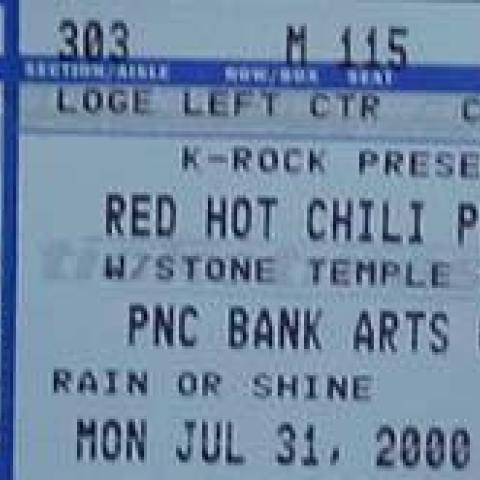 303 M 115
SECTION/AISLE ROW/BOX SEAT
LOGE LEFT CTR C
K-ROCK PRESE
RED HOT CHILI P
W/STONE TEMPLE
PNC BANK ARTS
RAIN OR SHINE
MON JUL 31, 2000